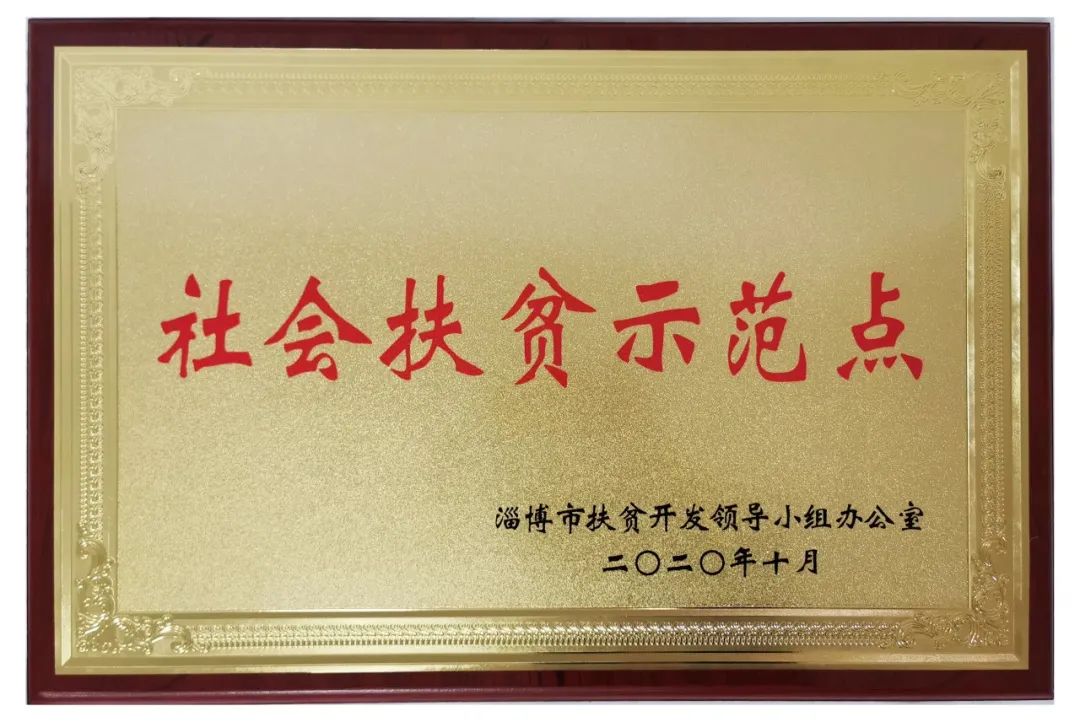 社会扶贫示范点
淄博市扶贫开发领导小组办公室
二〇二〇年十月